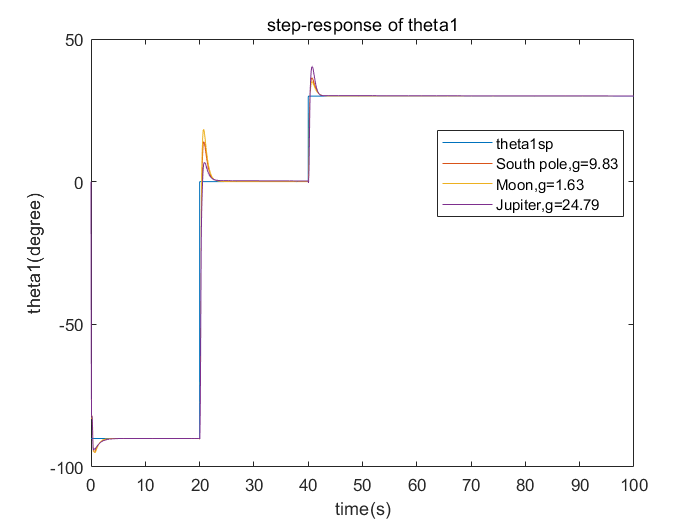 step-response of theta1
50
0
-50
-100
theta1(degree)
theta1sp
South pole,g=9.83
Moon,g=1.63
Jupiter,g=24.79
0 10 20 30 40 50 60 70 80 90 100
time(s)